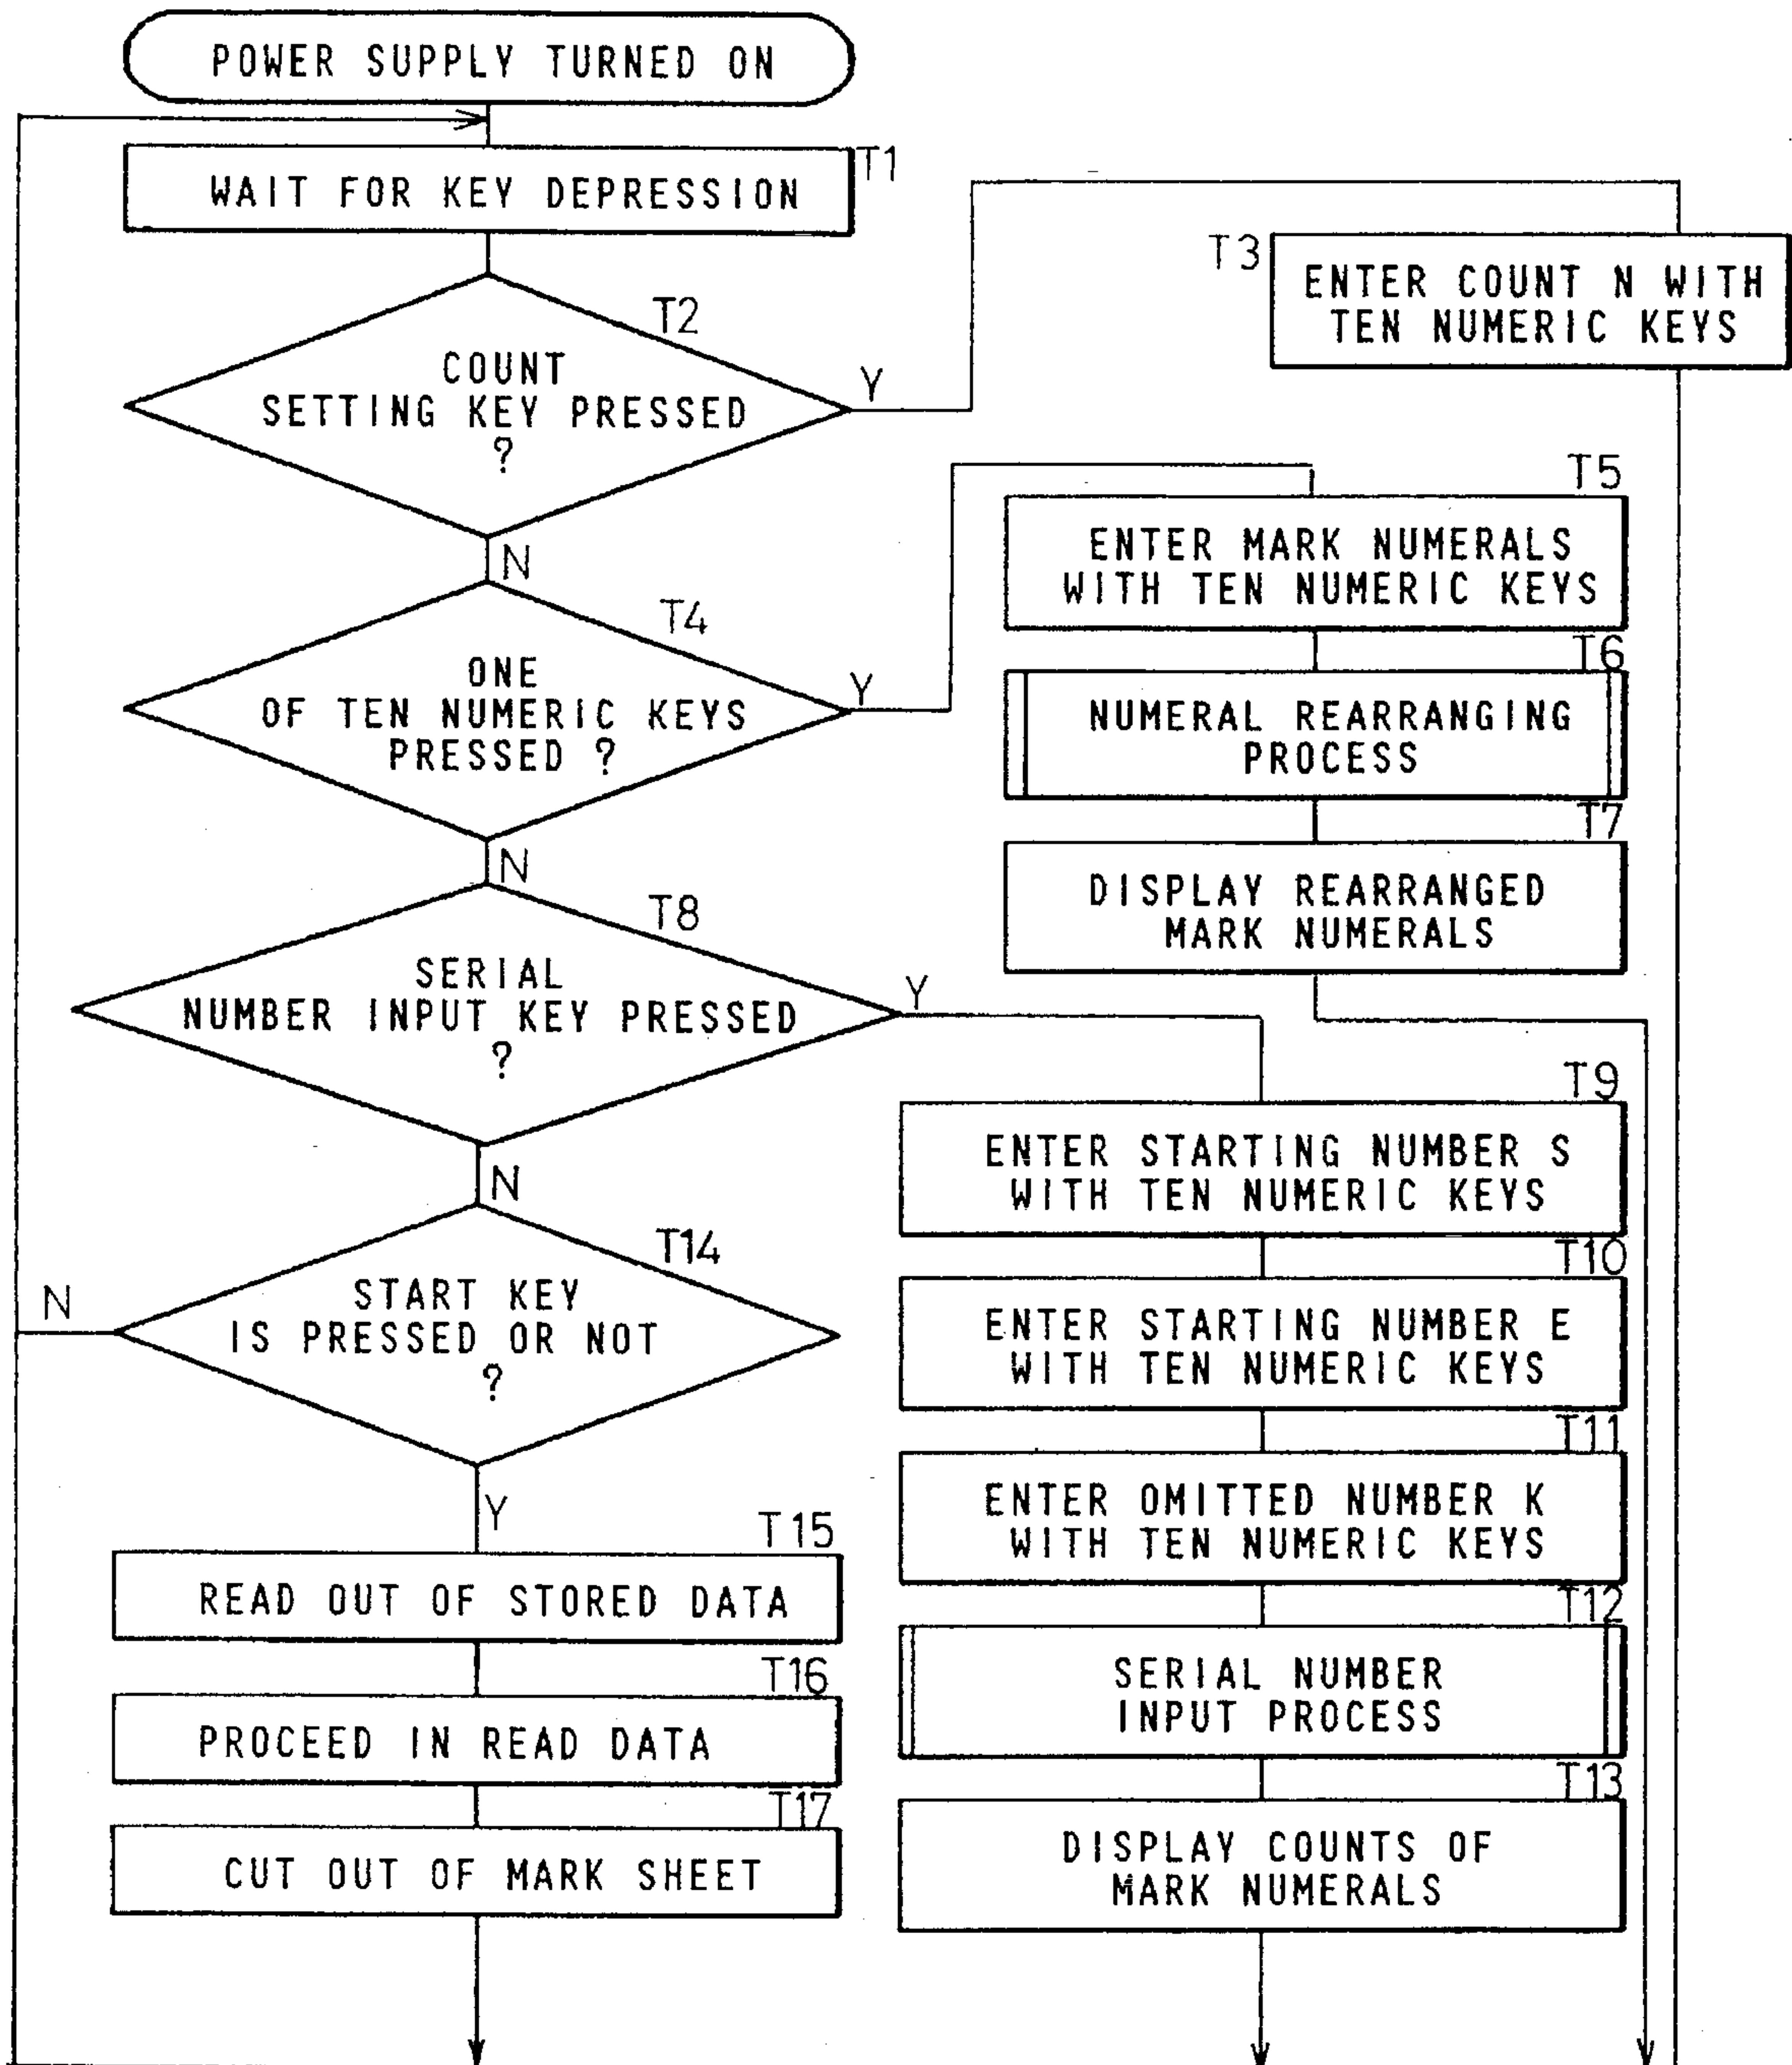 POWER SUPPLY TURNED ON
T1
WAIT FOR KEY DEPRESSION
T2
COUNT
SETTING KEY PRESSED
?
Y
N
T3
ENTER COUNT N WITH
TEN NUMERIC KEYS
T4
ONE
OF TEN NUMERIC KEYS
PRESSED ?
Y
N
T5
ENTER MARK NUMERALS
WITH TEN NUMERIC KEYS
T6
NUMERAL REARRANGING
PROCESS
T7
DISPLAY REARRANGED
MARK NUMERALS
T8
SERIAL
NUMBER INPUT KEY PRESSED
?
Y
N
T9
ENTER STARTING NUMBER S
WITH TEN NUMERIC KEYS
T10
ENTER STARTING NUMBER E
WITH TEN NUMERIC KEYS
T11
ENTER OMITTED NUMBER K
WITH TEN NUMERIC KEYS
T12
SERIAL NUMBER
INPUT PROCESS
T13
DISPLAY COUNTS OF
MARK NUMERALS
T14
START KEY
IS PRESSED OR NOT
?
N
Y
T15
READ OUT OF STORED DATA
T16
PROCEED IN READ DATA
T17
CUT OUT OF MARK SHEET